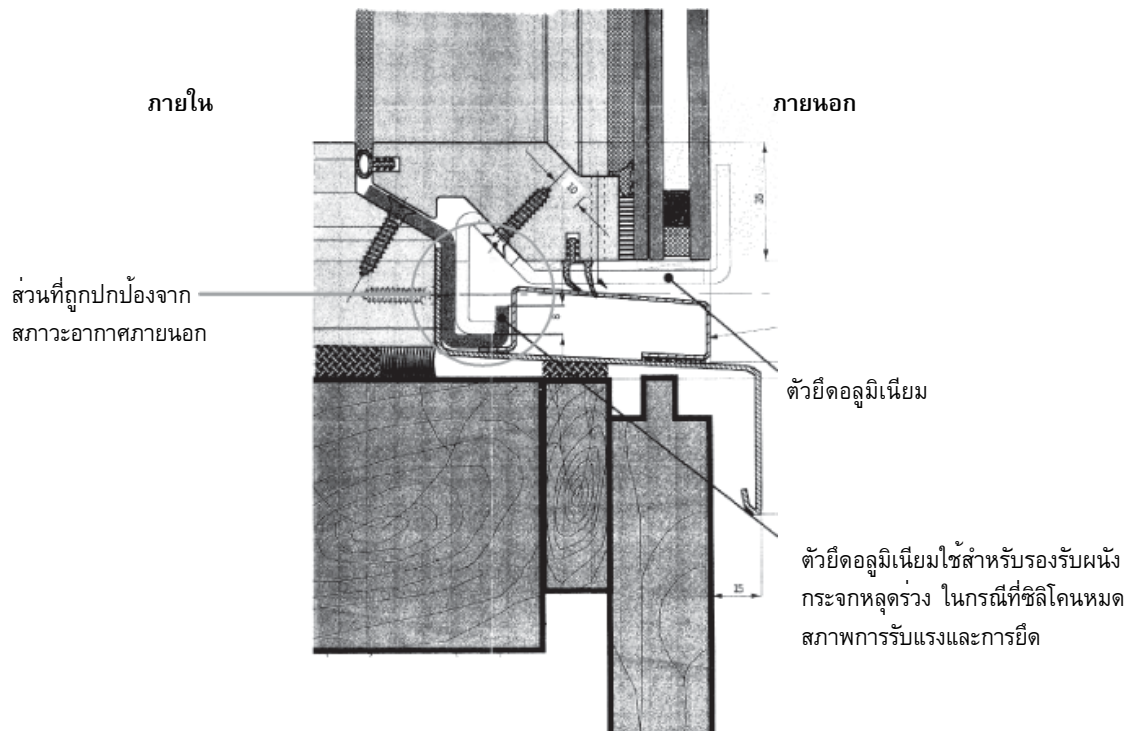 ภายใน
ภายนอก
10
35
8
ส่วนที่ถูกปกป้องจาก
สภาวะอากาศภายนอก
ตัวยึดอลูมิเนียม
ตัวยึดอลูมิเนียมใช้สำหรับรองรับผนัง
กระจกหลุดร่วง ในกรณีที่ซิลิโคนหมด
สภาพการรับแรงและการยึด
15